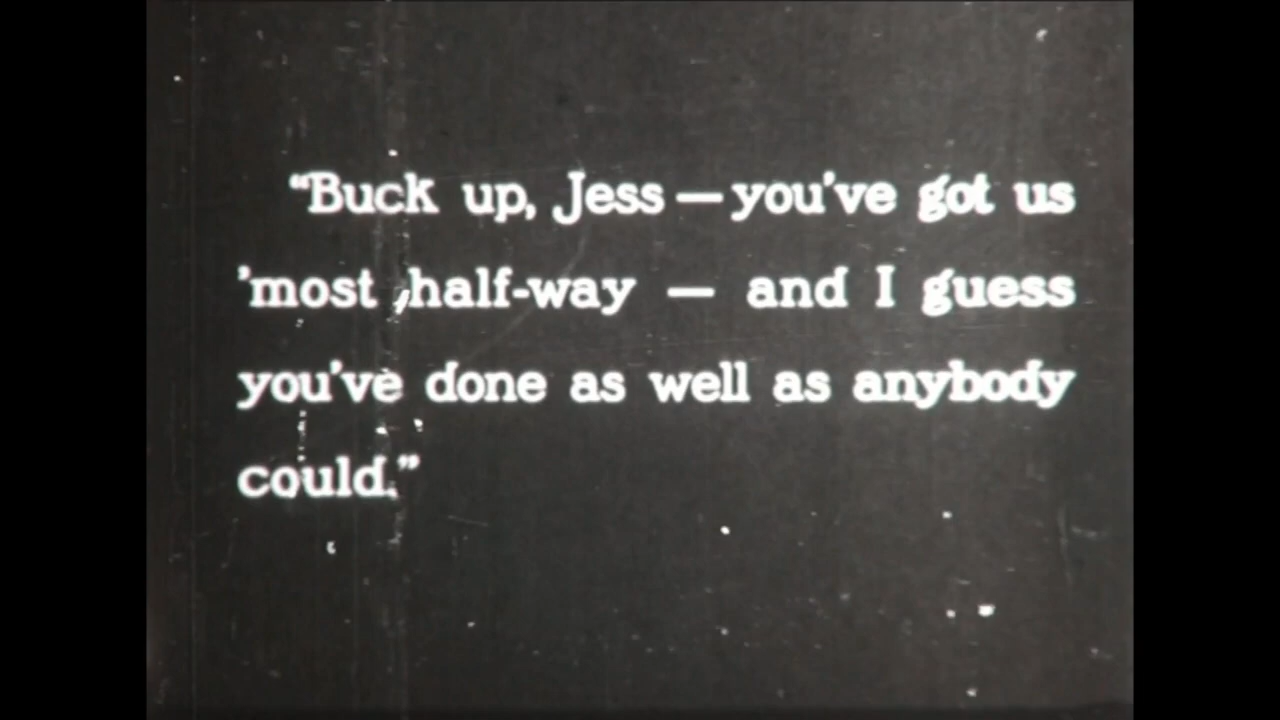 “Buck up, Jess — you've got us
'most half-way — and I guess
you've done as well as anybody
could.”